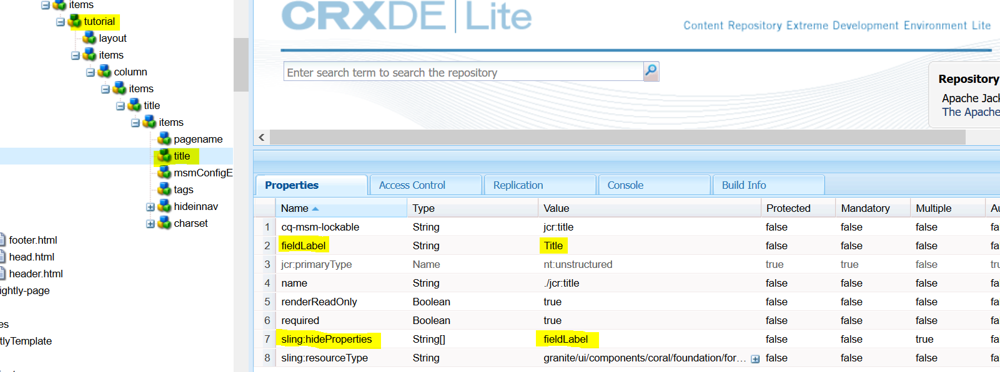 items
tutorial
layout
items
column
items
title
items
pagename
title
msmConfigE
tags
hideinnav
charset
footer.html
head.html
header.html
ightly-page
es
tlyTemplate
CRXDE | Lite
Content Repository Extreme Development Environment Lite
Enter search term to search the repository
Repository
Apache Jack
The Apache
Properties Access Control Replication Console Build Info
Name Type Value Protected Mandatory Multiple Au
1 cq-msm-lockable String jcr:title false false false fa
2 fieldLabel String Title false false false fa
3 jcr:primaryType Name nt:unstructured true true false tru
4 name String ./jcr:title false false false fa
5 renderReadOnly Boolean true false false false fa
6 required Boolean true false false false fa
7 sling:hideProperties String[] fieldLabel false false true fa
8 sling:resourceType String granite/ui/components/coral/foundation/for... false false false fa